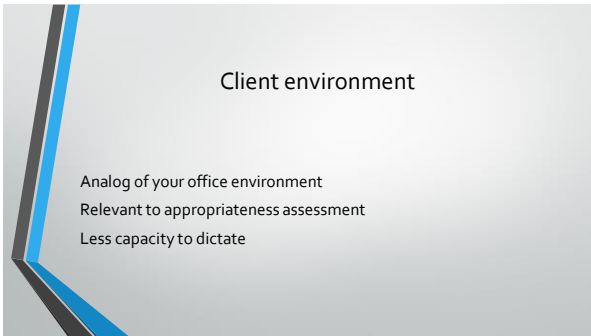 Client environment
Analog of your office environment
Relevant to appropriateness assessment
Less capacity to dictate